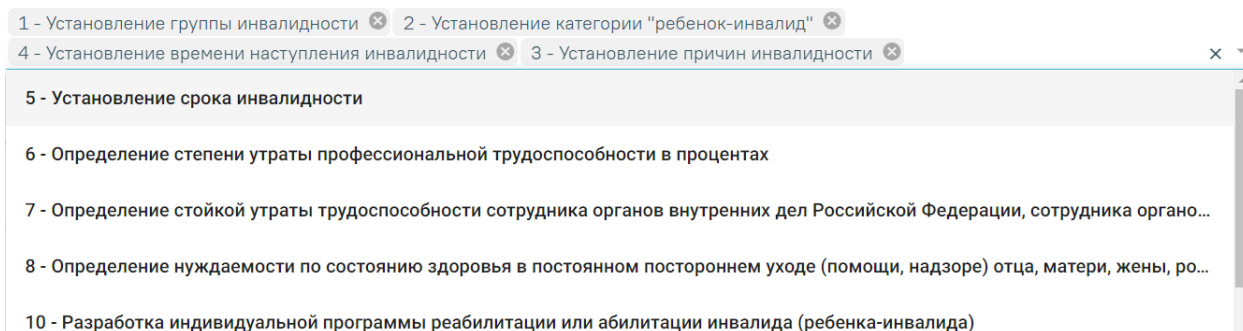 1 - Установление группы инвалидности 2 - Установление категории "ребенок-инвалид"
4 - Установление времени наступления инвалидности 3 - Установление причин инвалидности
5 - Установление срока инвалидности
6 - Определение степени утраты профессиональной трудоспособности в процентах
7 - Определение стойкой утраты трудоспособности сотрудника органов внутренних дел Российской Федерации, сотрудника органо...
8 - Определение нуждаемости по состоянию здоровья в постоянном постороннем уходе (помощи, надзоре) отца, матери, жены, ро...
10 - Разработка индивидуальной программы реабилитации или абилитации инвалида (ребенка-инвалида)